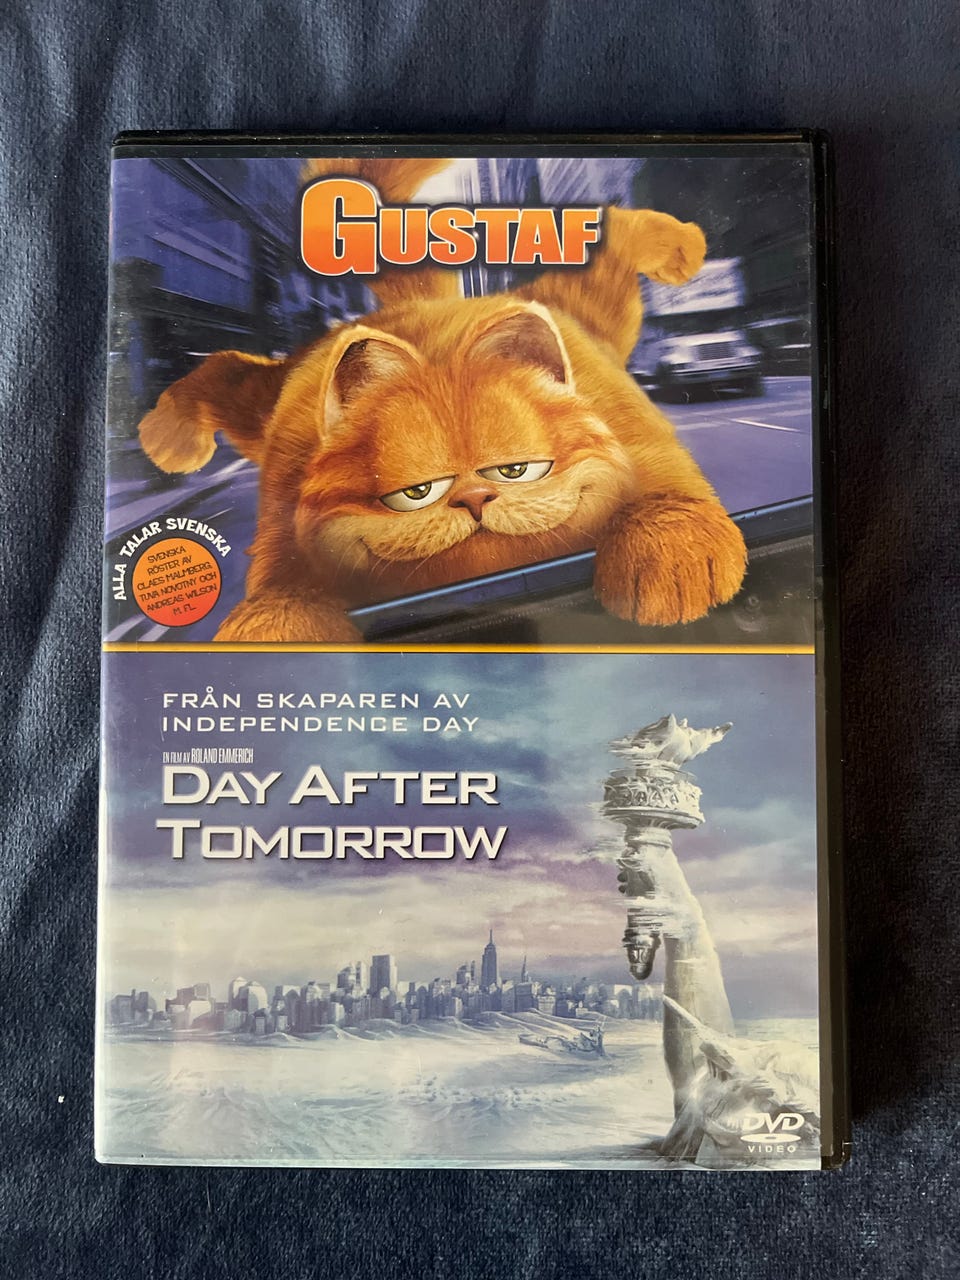 GUSTAF
ALLA TALAR SVENSKA
SVENSKA
RÖSTER AV
CLAES MALMBERG,
TUVA NOVOTNY OCH
ANDREAS WILSON
M. FL.
FRÅN SKAPAREN AV
INDEPENDENCE DAY
EN FILM AV ROLAND EMMERICH
DAY AFTER
TOMORROW
DVD
VIDEO